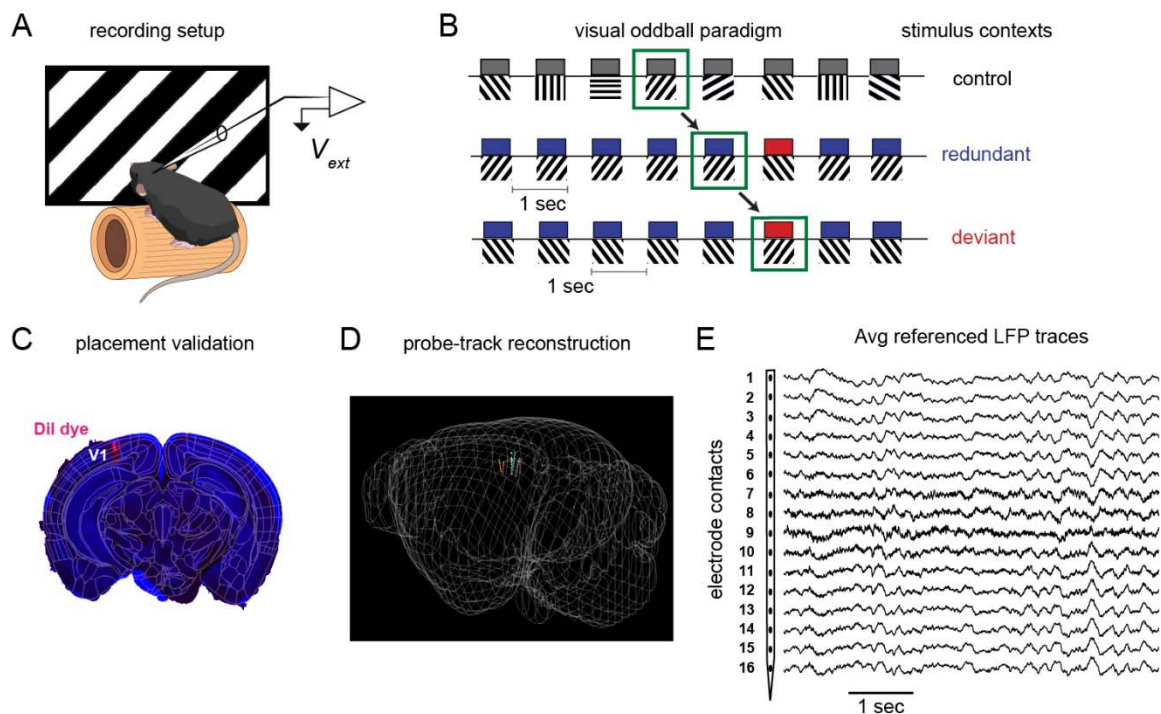 A
recording setup
V_ext
B
visual oddball paradigm
stimulus contexts
control
redundant
1 sec
deviant
1 sec
C
placement validation
DiI dye
V1
D
probe-track reconstruction
E
Avg referenced LFP traces
electrode contacts
1
2
3
4
5
6
7
8
9
10
11
12
13
14
15
16
1 sec